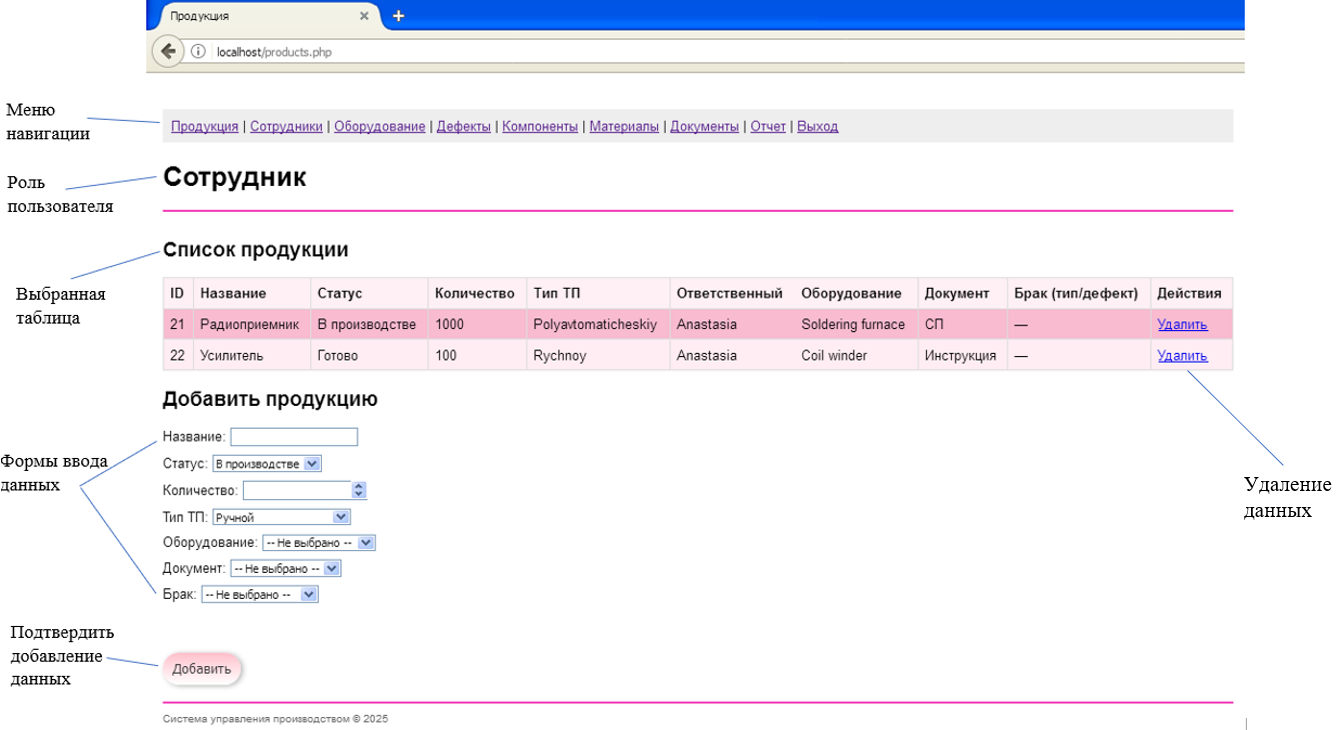 Продукция
localhost/products.php
Меню
навигации
Продукция | Сотрудники | Оборудование | Дефекты | Компоненты | Материалы | Документы | Отчет | Выход
Роль
пользователя
Сотрудник
Список продукции
Выбранная
таблица
ID Название Статус Количество Тип ТП Ответственный Оборудование Документ Брак (тип/дефект) Действия
21 Радиоприемник В производстве 1000 Polyavtomaticheskiy Anastasia Soldering furnace СП — Удалить
22 Усилитель Готово 100 Rychnoy Anastasia Coil winder Инструкция — Удалить
Добавить продукцию
Название:
Формы ввода
данных
Статус: В производстве
Количество:
Тип ТП: Ручной
Оборудование: -- Не выбрано --
Документ: -- Не выбрано --
Брак: -- Не выбрано --
Удаление
данных
Подтвердить
добавление
данных
Добавить
Система управления производством © 2025